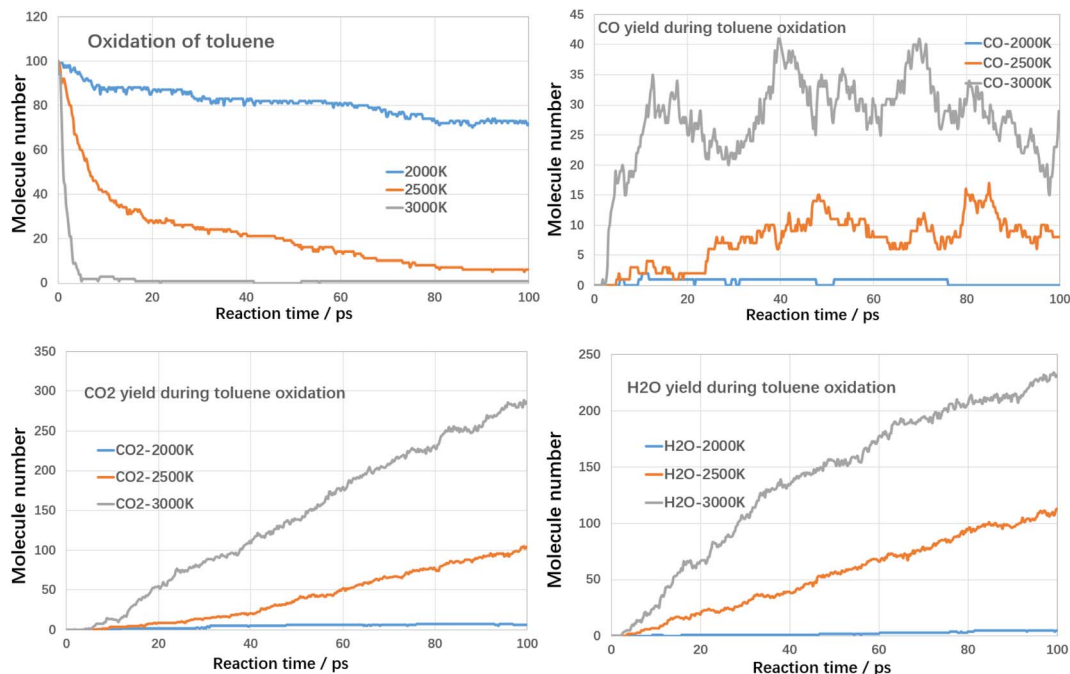 Oxidation of toluene
Molecule number
120
100
80
60
40
20
0
2000K
2500K
3000K
0 20 40 60 80 100
Reaction time / ps
CO yield during toluene oxidation
Molecule number
45
40
35
30
25
20
15
10
5
0
CO-2000K
CO-2500K
CO-3000K
0 20 40 60 80 100
Reaction time / ps
CO2 yield during toluene oxidation
Molecule number
350
300
250
200
150
100
50
0
CO2-2000K
CO2-2500K
CO2-3000K
0 20 40 60 80 100
Reaction time / ps
H2O yield during toluene oxidation
Molecule number
250
200
150
100
50
0
H2O-2000K
H2O-2500K
H2O-3000K
0 20 40 60 80 100
Reaction time / ps